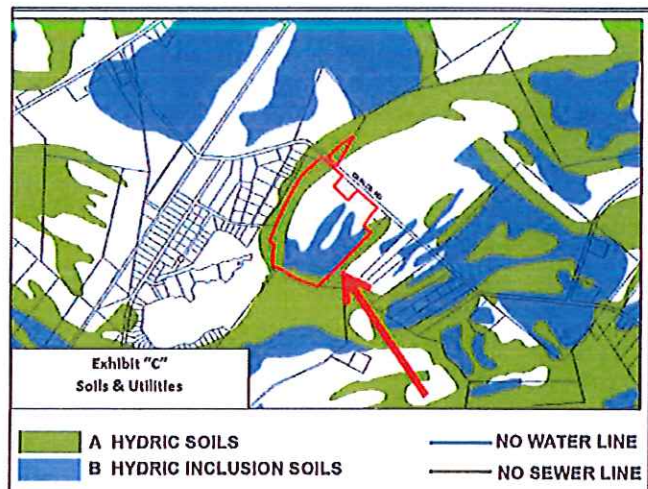 Exhibit "C"
Soils & Utilities
A HYDRIC SOILS
B HYDRIC INCLUSION SOILS
NO WATER LINE
NO SEWER LINE